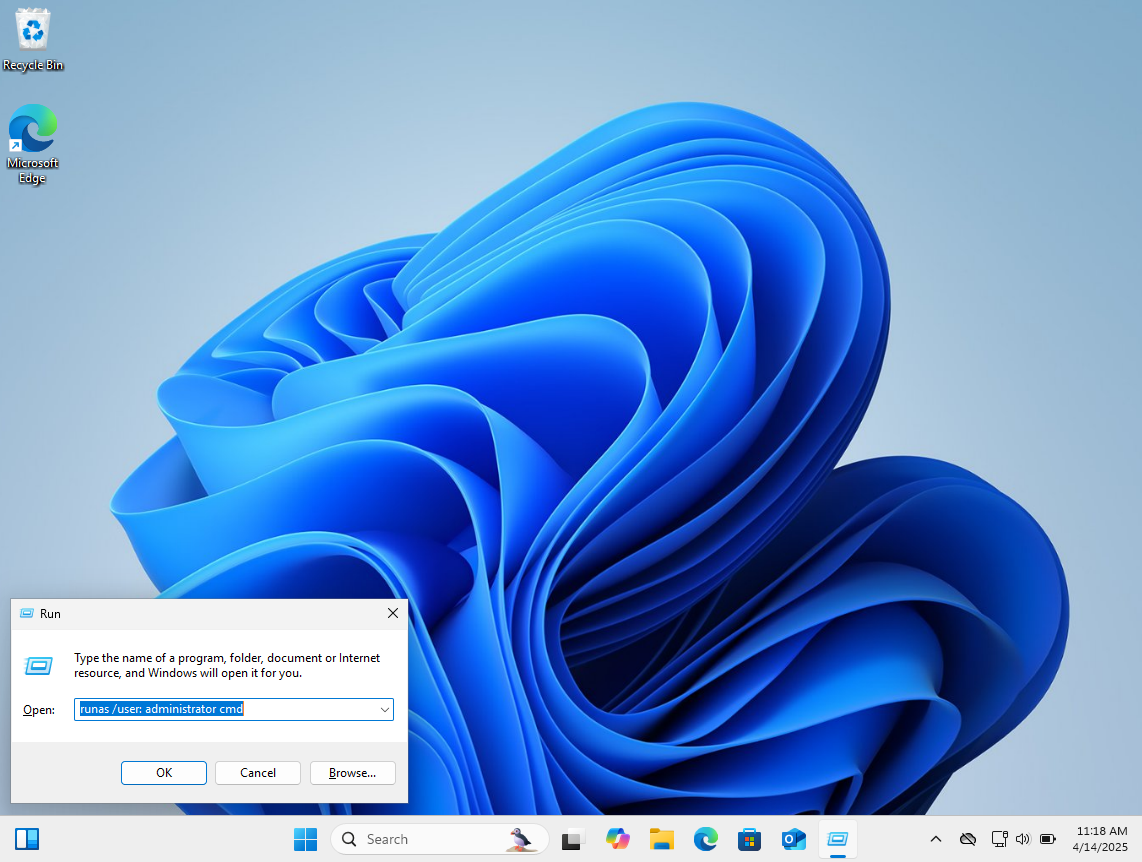 Recycle Bin
Microsoft
Edge
Run
Type the name of a program, folder, document or Internet
resource, and Windows will open it for you.
Open:
runas /user: administrator cmd
OK
Cancel
Browse...
Search
11:18 AM
4/14/2025